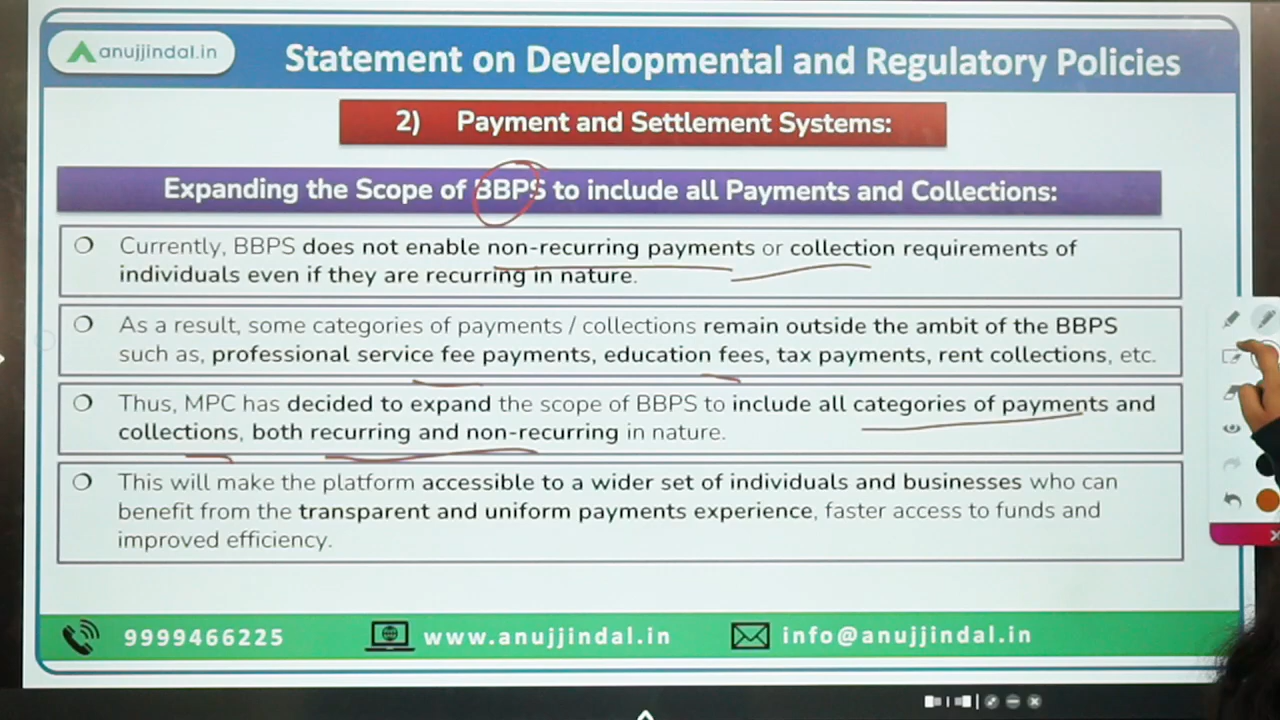 anujjindal.in
Statement on Developmental and Regulatory Policies
2) Payment and Settlement Systems:
Expanding the Scope of BBPS to include all Payments and Collections:
Currently, BBPS does not enable non-recurring payments or collection requirements of
individuals even if they are recurring in nature.
As a result, some categories of payments / collections remain outside the ambit of the BBPS
such as, professional service fee payments, education fees, tax payments, rent collections, etc.
Thus, MPC has decided to expand the scope of BBPS to include all categories of payments and
collections, both recurring and non-recurring in nature.
This will make the platform accessible to a wider set of individuals and businesses who can
benefit from the transparent and uniform payments experience, faster access to funds and
improved efficiency.
9999466225
www.anujjindal.in
info@anujjindal.in